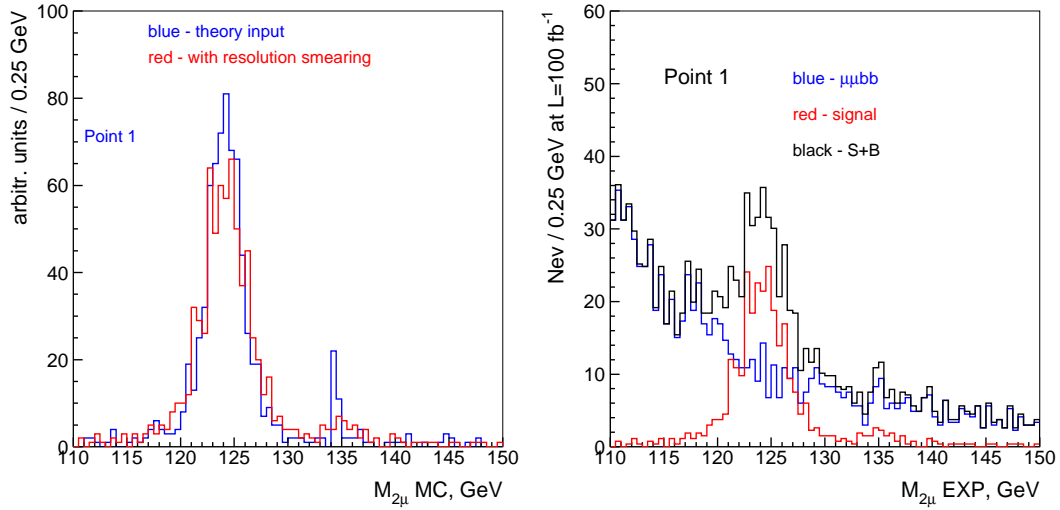 arbitr. units / 0.25 GeV
100
80
60
40
20
0
blue - theory input
red - with resolution smearing
Point 1
110 115 120 125 130 135 140 145 150
M2μ MC, GeV
Nev / 0.25 GeV at L=100 fb-1
60
50
40
30
20
10
0
Point 1
blue - μμbb
red - signal
black - S+B
110 115 120 125 130 135 140 145 150
M2μ EXP, GeV